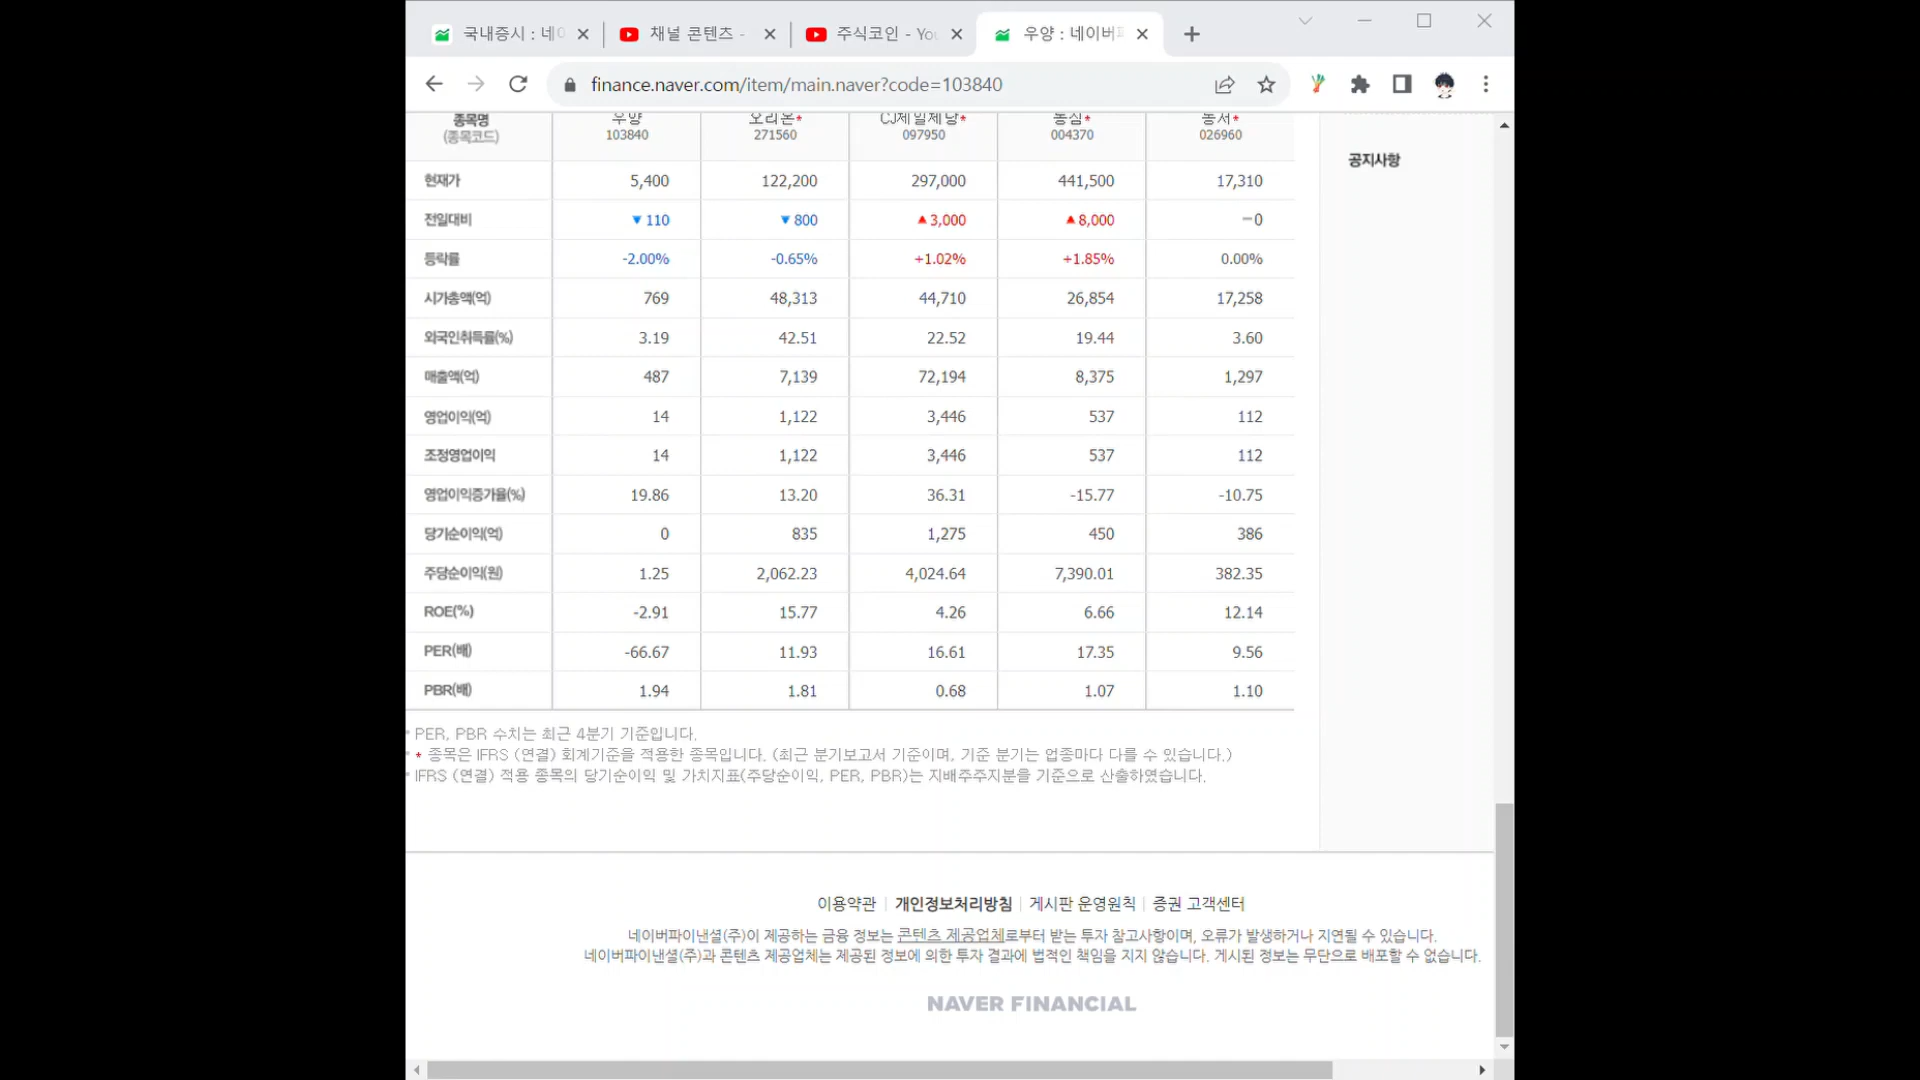 국내증시 : 네이
채널 콘텐츠 -
주식코인 - You
우양 : 네이버
finance.naver.com/item/main.naver?code=103840
종목명 우양 오리온* CJ제일제당* 농심* 동서*
(종목코드) 103840 271560 097950 004370 026960
공지사항
현재가 5,400 122,200 297,000 441,500 17,310
전일대비 ▼110 ▼800 ▲3,000 ▲8,000 －0
등락률 -2.00% -0.65% +1.02% +1.85% 0.00%
시가총액(억) 769 48,313 44,710 26,854 17,258
외국인취득률(%) 3.19 42.51 22.52 19.44 3.60
매출액(억) 487 7,139 72,194 8,375 1,297
영업이익(억) 14 1,122 3,446 537 112
조정영업이익 14 1,122 3,446 537 112
영업이익증가율(%) 19.86 13.20 36.31 -15.77 -10.75
당기순이익(억) 0 835 1,275 450 386
주당순이익(원) 1.25 2,062.23 4,024.64 7,390.01 382.35
ROE(%) -2.91 15.77 4.26 6.66 12.14
PER(배) -66.67 11.93 16.61 17.35 9.56
PBR(배) 1.94 1.81 0.68 1.07 1.10
* PER, PBR 수치는 최근 4분기 기준입니다.
* * 종목은 IFRS (연결) 회계기준을 적용한 종목입니다. (최근 분기보고서 기준이며, 기준 분기는 업종마다 다를 수 있습니다.)
* IFRS (연결) 적용 종목의 당기순이익 및 가치지표(주당순이익, PER, PBR)는 지배주주지분을 기준으로 산출하였습니다.
이용약관 | 개인정보처리방침 | 게시판 운영원칙 | 증권 고객센터
네이버파이낸셜(주)이 제공하는 금융 정보는 콘텐츠 제공업체로부터 받는 투자 참고사항이며, 오류가 발생하거나 지연될 수 있습니다.
네이버파이낸셜(주)과 콘텐츠 제공업체는 제공된 정보에 의한 투자 결과에 법적인 책임을 지지 않습니다. 게시된 정보는 무단으로 배포할 수 없습니다.
NAVER FINANCIAL